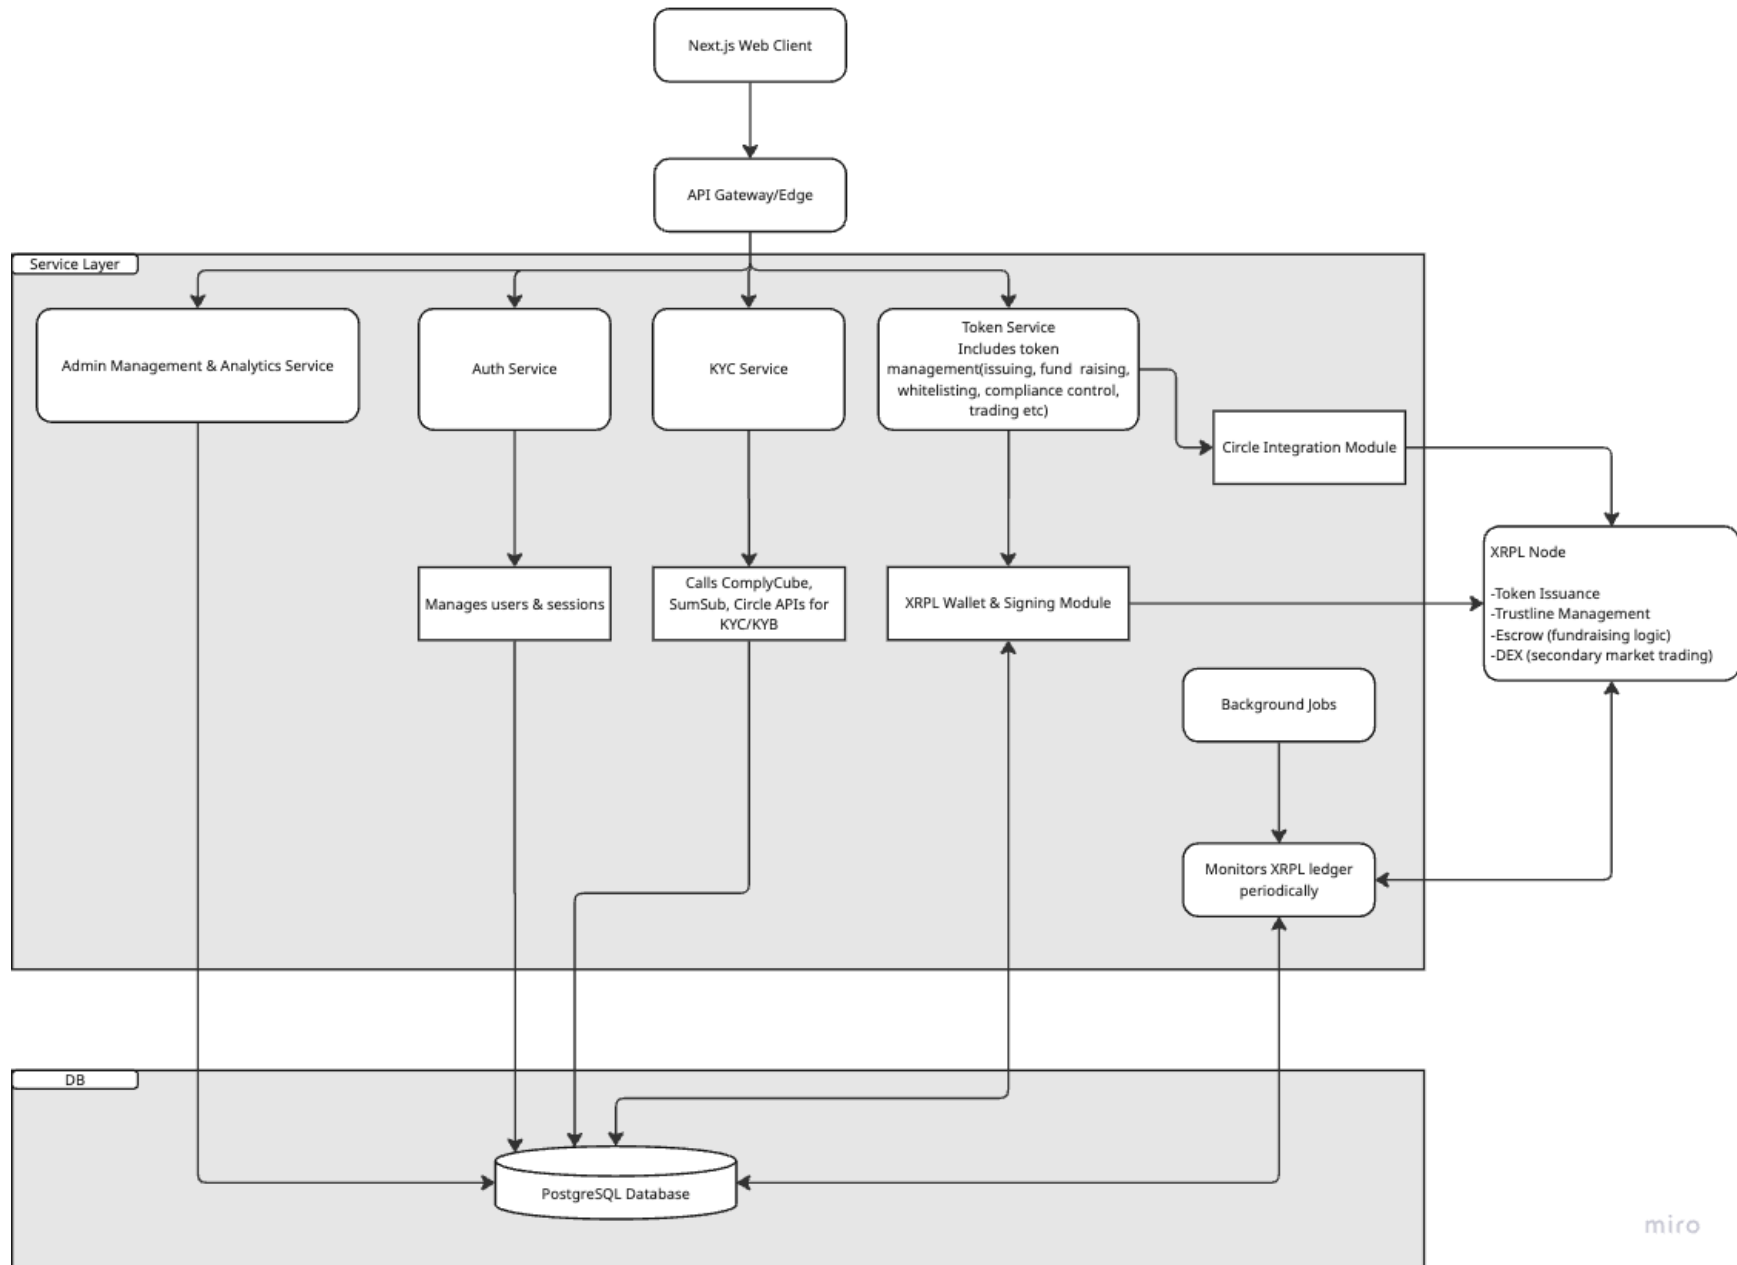 Next.js Web Client
API Gateway/Edge
Service Layer
Admin Management & Analytics Service
Auth Service
KYC Service
Token Service
Includes token
management(issuing, fund raising,
whitelisting, compliance control,
trading etc)
Circle Integration Module
Manages users & sessions
Calls ComplyCube,
SumSub, Circle APIs for
KYC/KYB
XRPL Wallet & Signing Module
XRPL Node
-Token Issuance
-Trustline Management
-Escrow (fundraising logic)
-DEX (secondary market trading)
Background Jobs
Monitors XRPL ledger
periodically
DB
PostgreSQL Database
miro